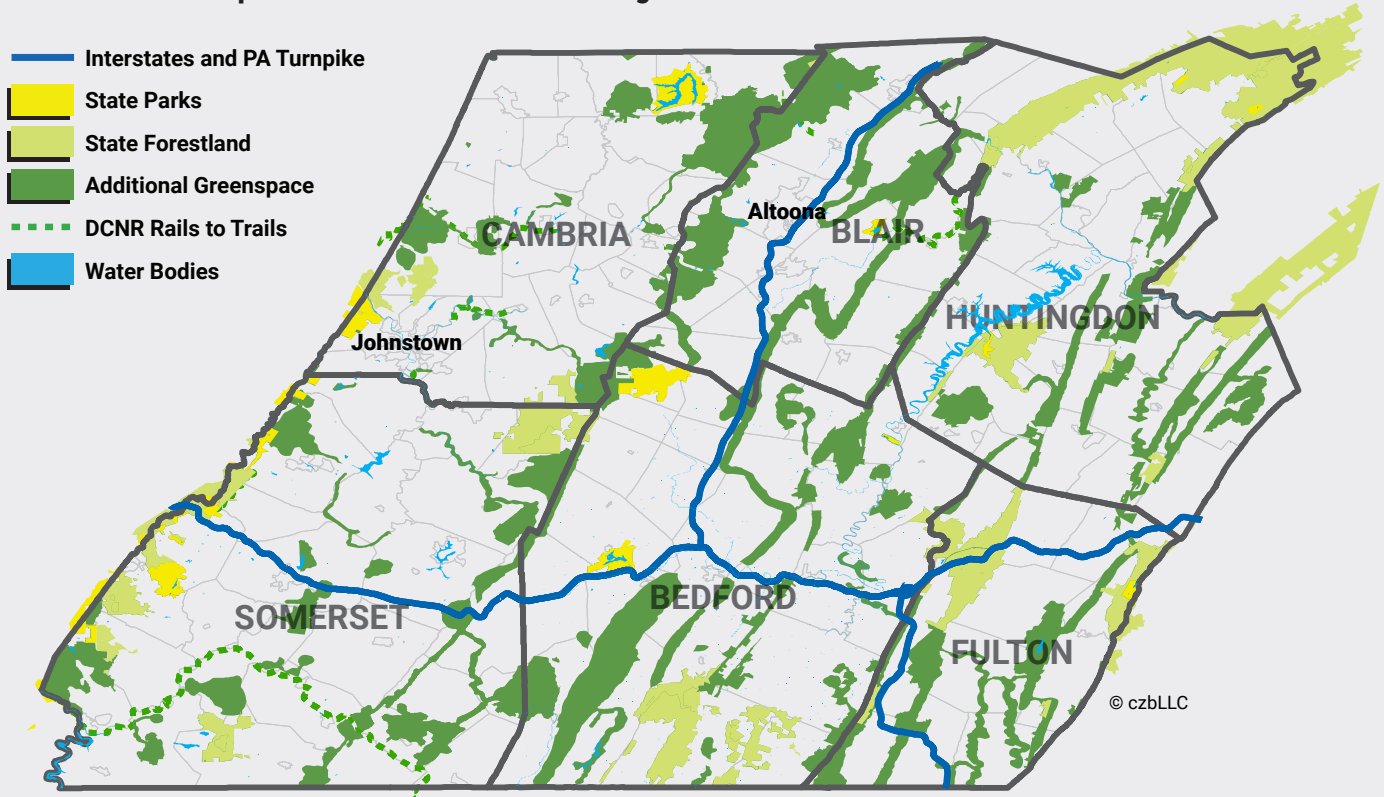 Interstates and PA Turnpike
State Parks
State Forestland
Additional Greenspace
DCNR Rails to Trails
Water Bodies
CAMBRIA
Altoona
BLAIR
HUNTINGDON
Johnstown
SOMERSET
BEDFORD
FULTON
© czbLLC